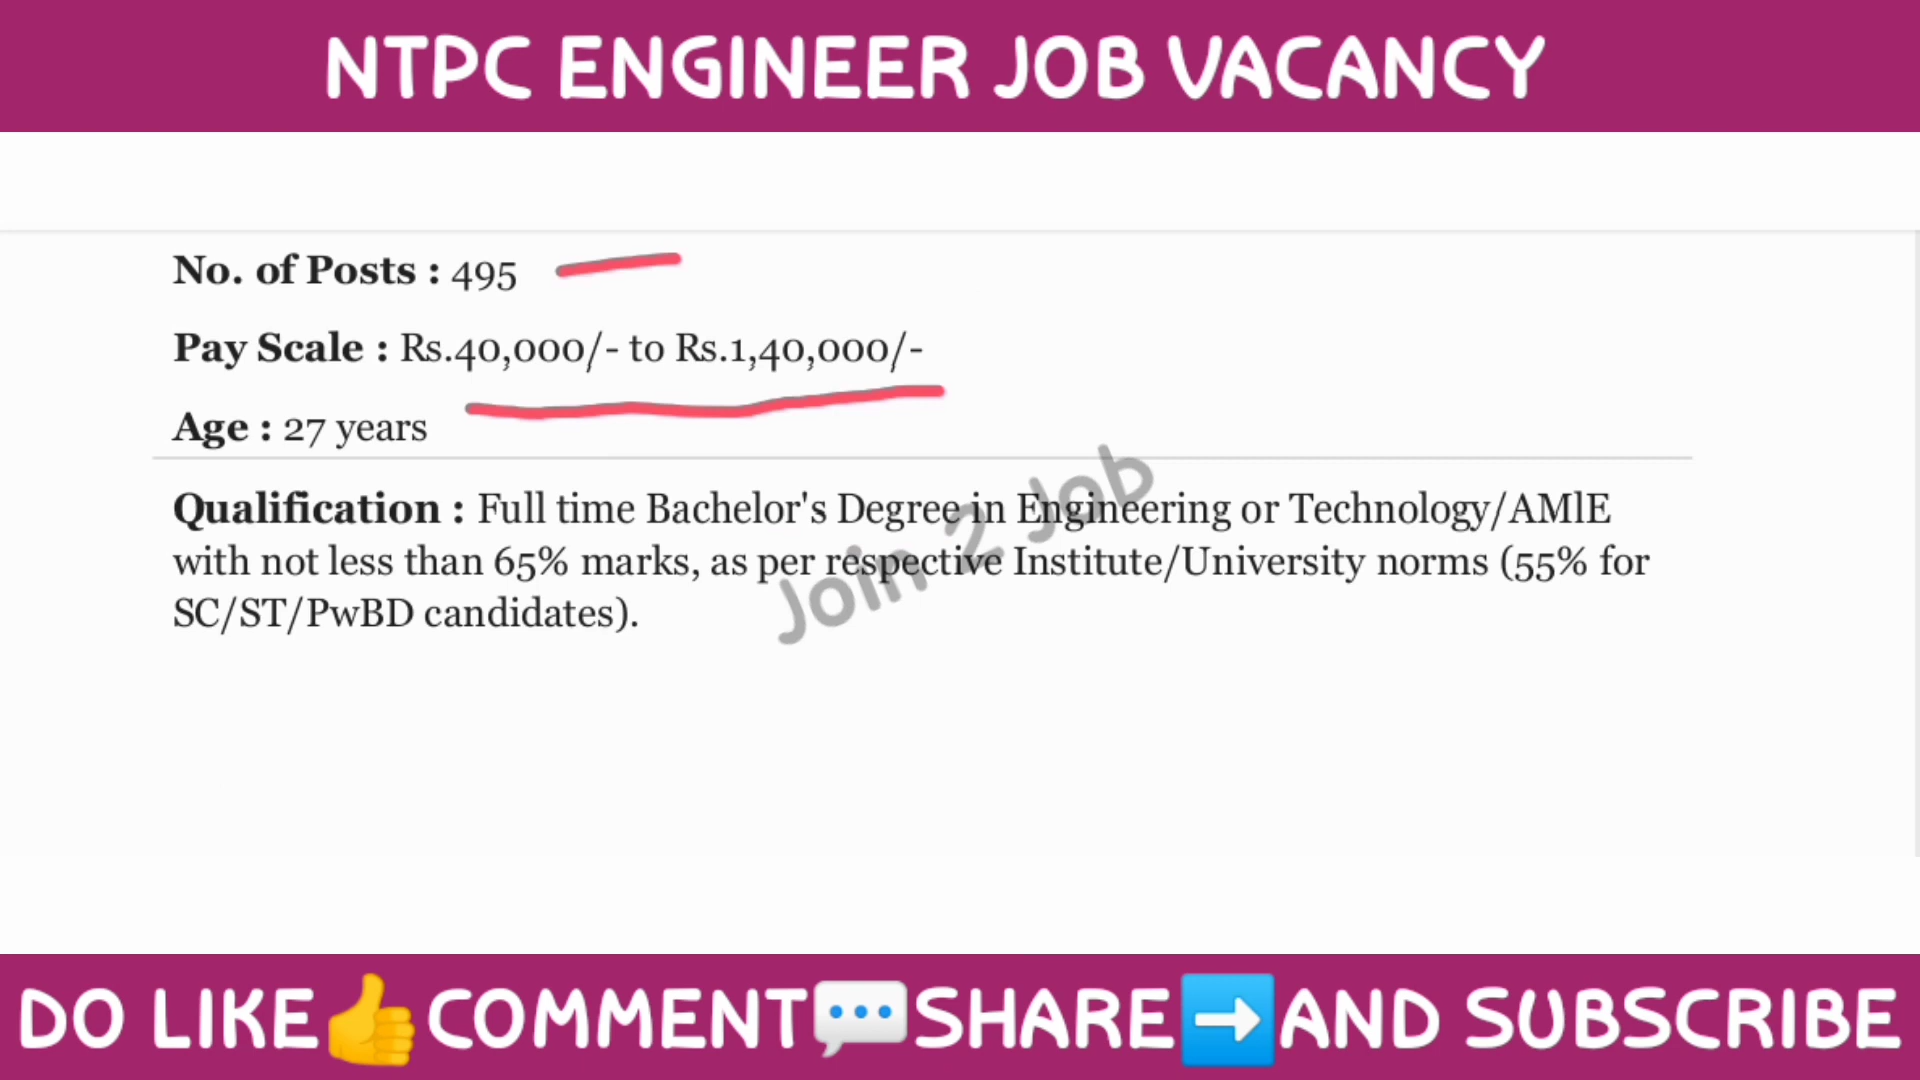 NTPC ENGINEER JOB VACANCY
No. of Posts : 495
Pay Scale : Rs.40,000/- to Rs.1,40,000/-
Age : 27 years
Qualification : Full time Bachelor's Degree in Engineering or Technology/AMlE
with not less than 65% marks, as per respective Institute/University norms (55% for
SC/ST/PwBD candidates).
Join 2 Job
DO LIKE👍COMMENT💬SHARE➡️AND SUBSCRIBE